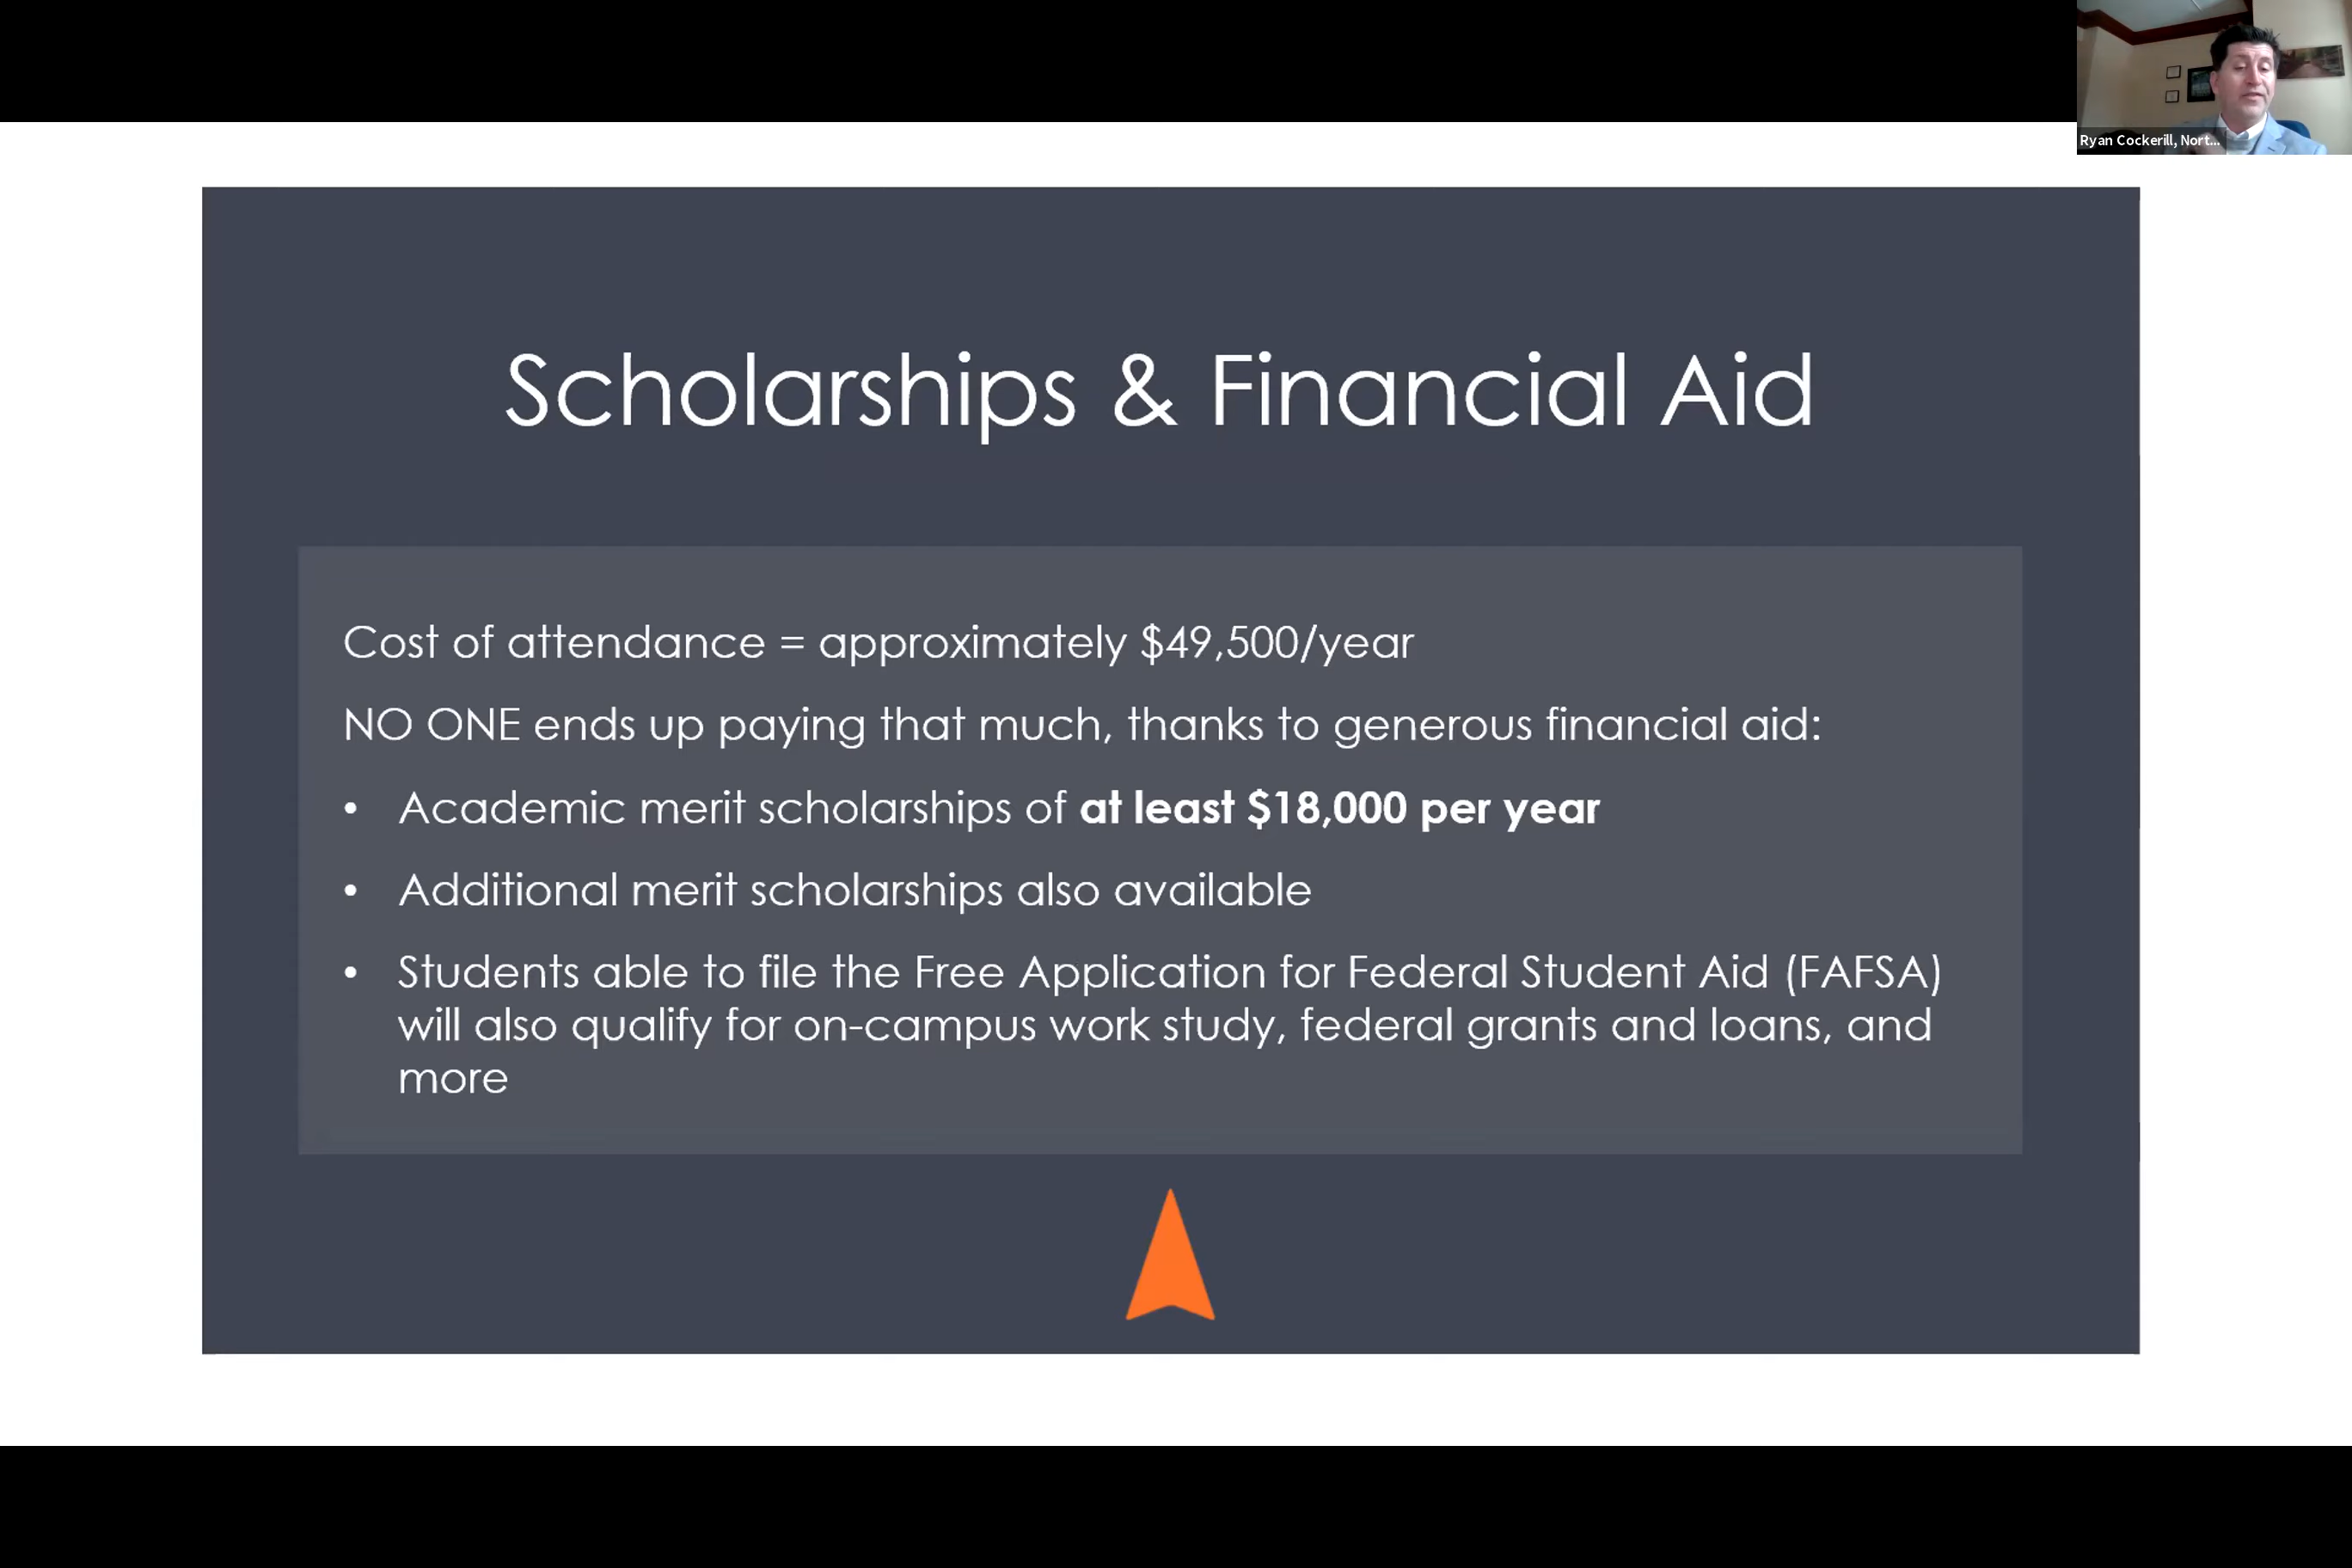 Ryan Cockerill, Nort...
Scholarships & Financial Aid
Cost of attendance = approximately $49,500/year
NO ONE ends up paying that much, thanks to generous financial aid:
• Academic merit scholarships of at least $18,000 per year
• Additional merit scholarships also available
• Students able to file the Free Application for Federal Student Aid (FAFSA)
will also qualify for on-campus work study, federal grants and loans, and
more